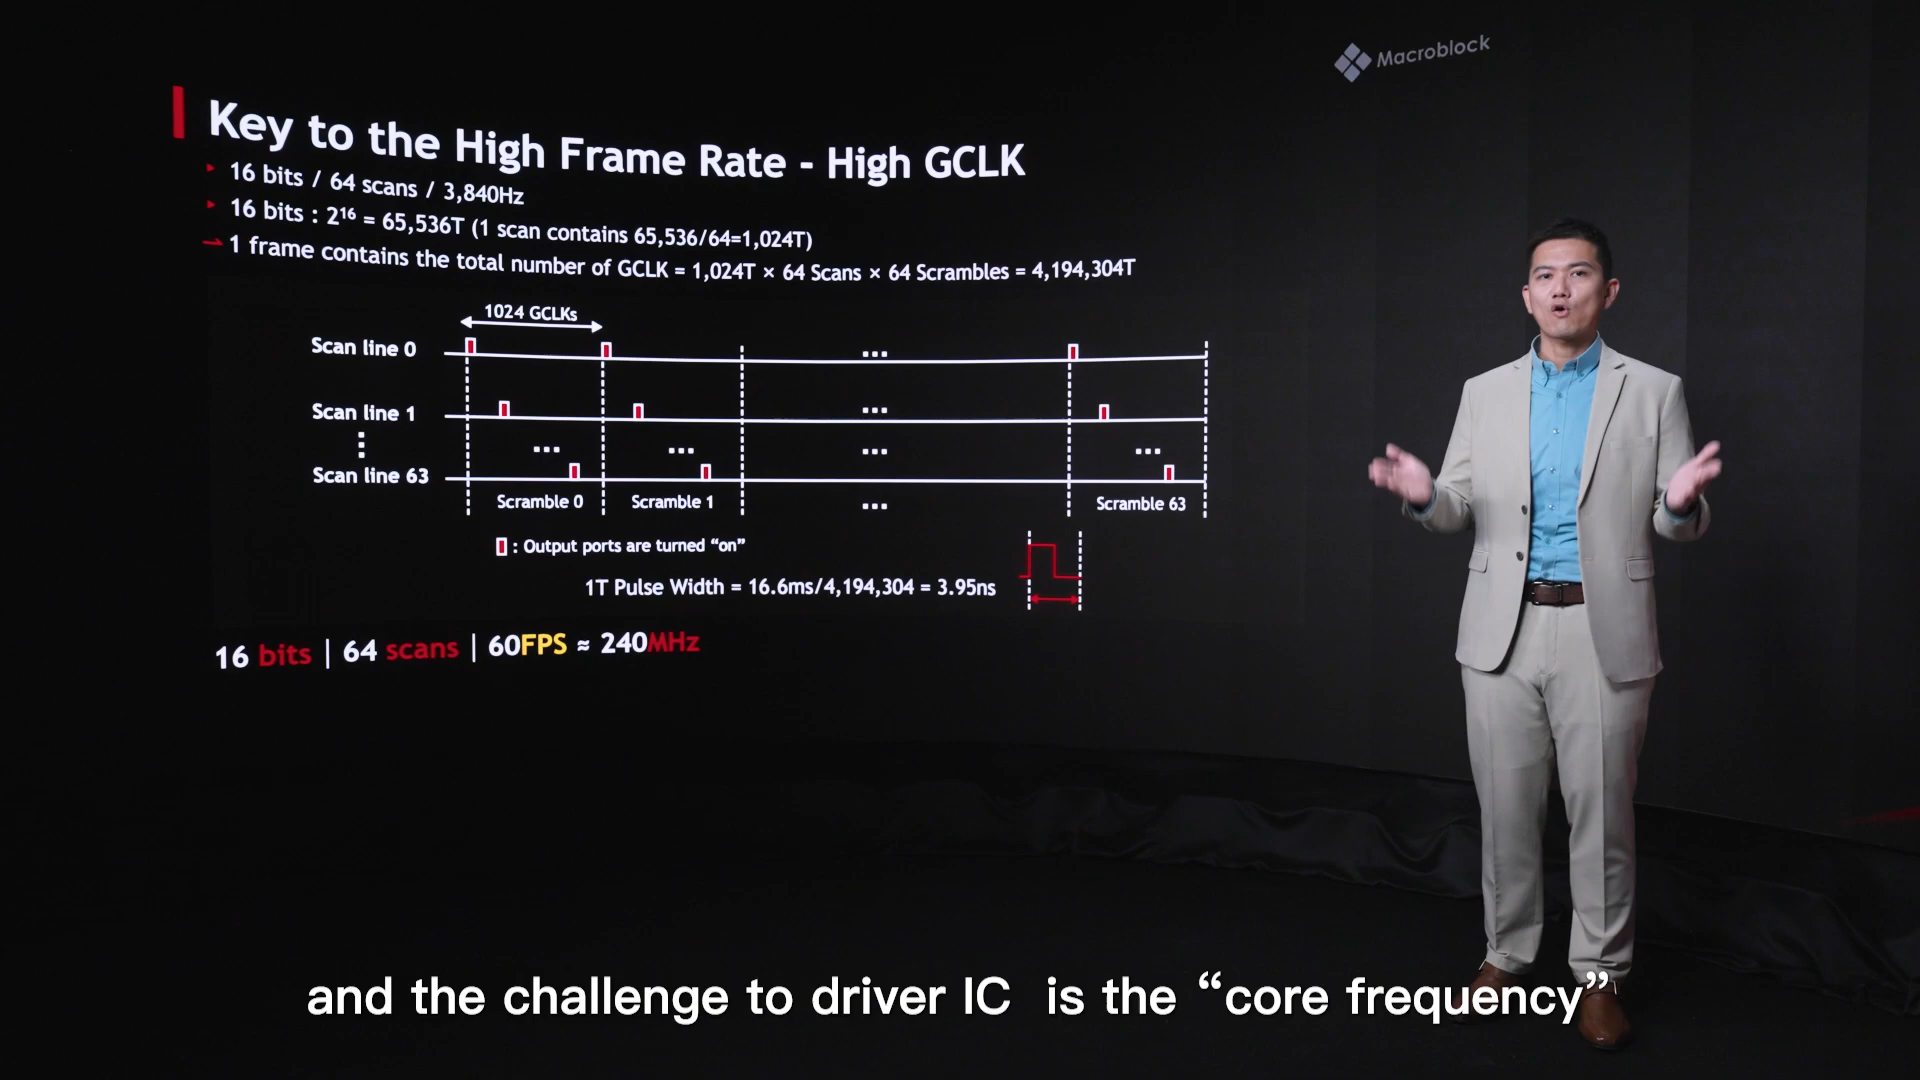 Macroblock
Key to the High Frame Rate - High GCLK
16 bits / 64 scans / 3,840Hz
16 bits : 2¹⁶ = 65,536T (1 scan contains 65,536/64=1,024T)
1 frame contains the total number of GCLK = 1,024T × 64 Scans × 64 Scrambles = 4,194,304T
1024 GCLKs
Scan line 0
...
Scan line 1
...
... ... ... ...
Scan line 63
Scramble 0 Scramble 1 ... Scramble 63
: Output ports are turned “on”
1T Pulse Width = 16.6ms/4,194,304 = 3.95ns
16 bits | 64 scans | 60FPS ≈ 240MHz
and the challenge to driver IC is the “core frequency”